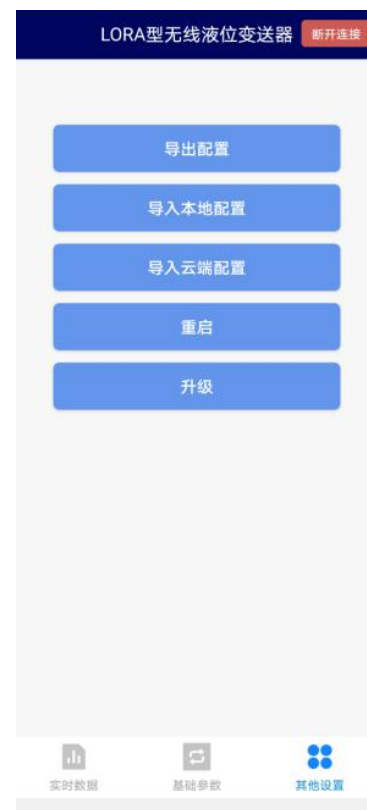 LORA型无线液位变送器 断开连接
导出配置
导入本地配置
导入云端配置
重启
升级
实时数据 基础参数 其他设置